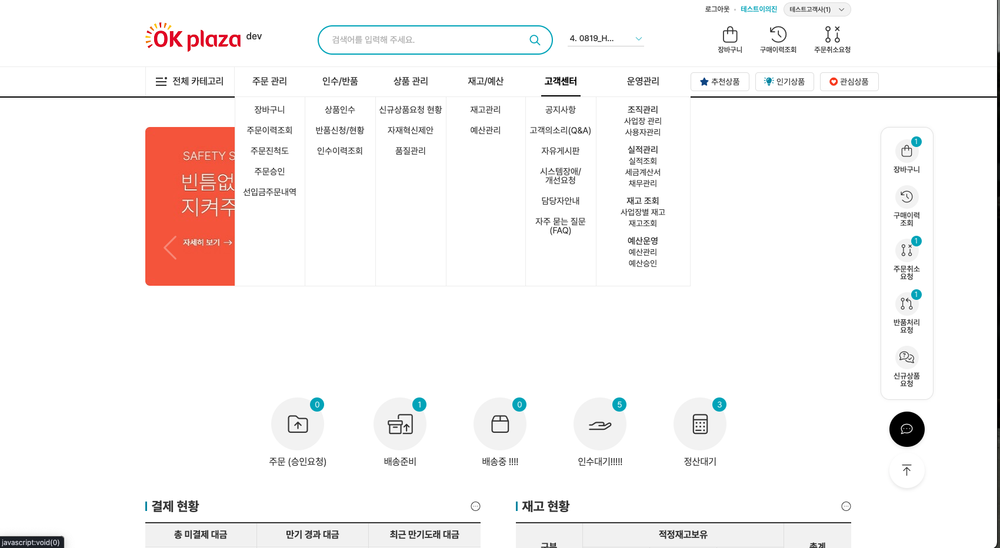 로그아웃 테스트이의진 테스트고객사(1)
OK plaza dev
검색어를 입력해 주세요.
4. 0819_H...
장바구니 구매이력조회 주문취소요청
전체 카테고리 주문 관리 인수/반품 상품 관리 재고/예산 고객센터 운영관리 추천상품 인기상품 관심상품
장바구니
주문이력조회
주문진척도
주문승인
선입금주문내역
상품인수
반품신청/현황
인수이력조회
신규상품요청 현황
자재혁신제안
품질관리
재고관리
예산관리
공지사항
고객의소리(Q&A)
자유게시판
시스템장애/
개선요청
담당자안내
자주 묻는 질문
(FAQ)
조직관리
사업장 관리
사용자관리
실적관리
실적조회
세금계산서
채무관리
재고 조회
사업장별 재고
재고조회
예산운영
예산관리
예산승인
SAFETY S
빈틈없
지켜주
자세히 보기
1
장바구니
구매이력
조회
1
주문취소
요청
1
반품처리
요청
신규상품
요청
0 1 0 5 3
주문 (승인요청) 배송준비 배송중 !!!! 인수대기!!!!! 정산대기
결제 현황
총 미결제 대금 만기 경과 대금 최근 만기도래 대금
재고 현황
구분 적정재고보유 총계
javascript:void(0)